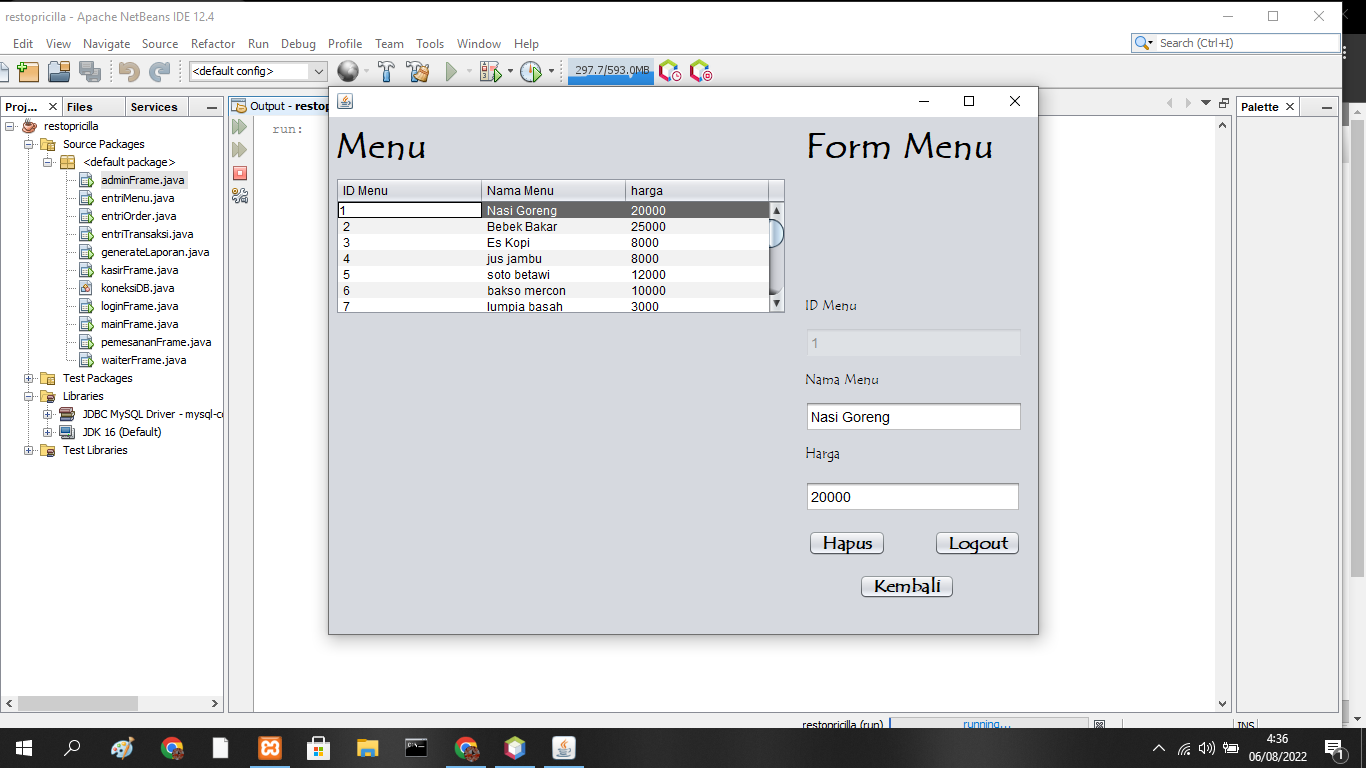 restopricilla - Apache NetBeans IDE 12.4
Edit View Navigate Source Refactor Run Debug Profile Team Tools Window Help
Search (Ctrl+I)
<default config>
297.7/593.0MB
Proj... Files Services
Output - restop
Palette
restopricilla
Source Packages
<default package>
adminFrame.java
entriMenu.java
entriOrder.java
entriTransaksi.java
generateLaporan.java
kasirFrame.java
koneksiDB.java
loginFrame.java
mainFrame.java
pemesananFrame.java
waiterFrame.java
Test Packages
Libraries
JDBC MySQL Driver - mysql-co
JDK 16 (Default)
Test Libraries
run:
Menu
ID Menu Nama Menu harga
1 Nasi Goreng 20000
2 Bebek Bakar 25000
3 Es Kopi 8000
4 jus jambu 8000
5 soto betawi 12000
6 bakso mercon 10000
7 lumpia basah 3000
Form Menu
ID Menu
1
Nama Menu
Nasi Goreng
Harga
20000
Hapus Logout
Kembali
restopricilla (run) running...
INS
4:36
06/08/2022
1